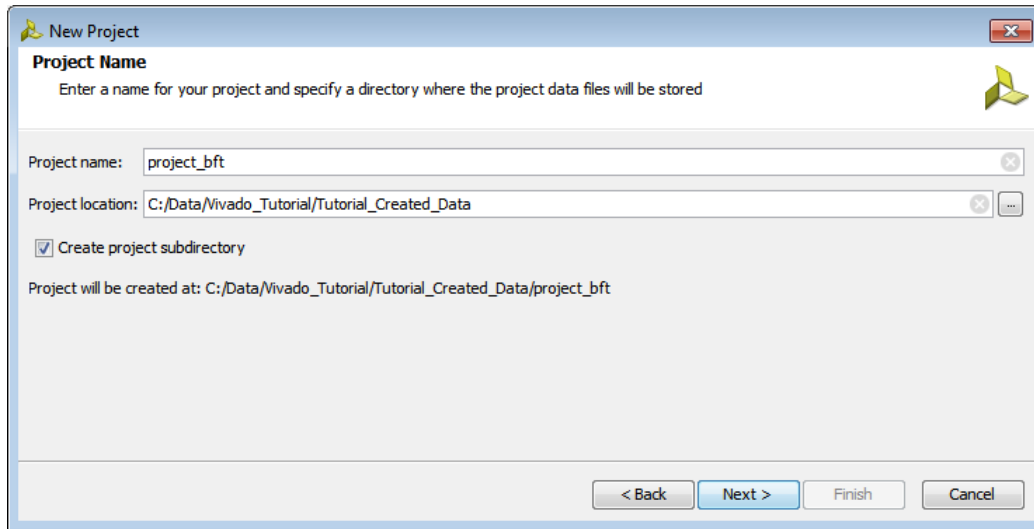 New Project
Project Name
Enter a name for your project and specify a directory where the project data files will be stored
Project name: project_bft
Project location: C:/Data/Vivado_Tutorial/Tutorial_Created_Data ...
Create project subdirectory
Project will be created at: C:/Data/Vivado_Tutorial/Tutorial_Created_Data/project_bft
< Back Next > Finish Cancel